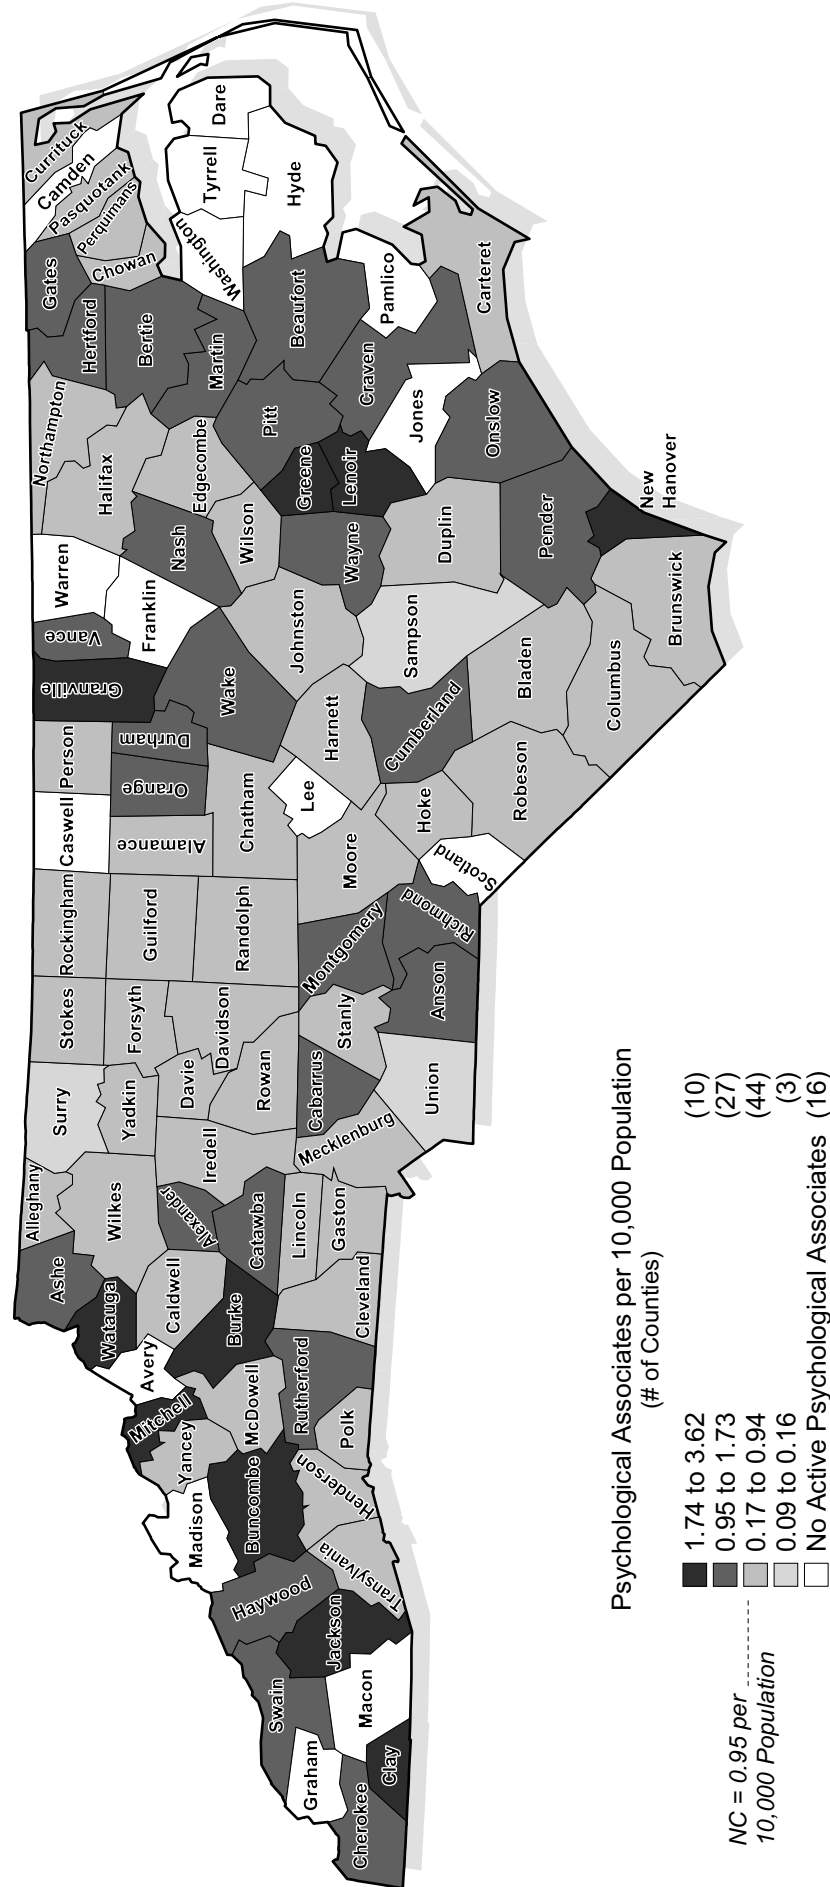 Cherokee
Graham
Clay
Macon
Swain
Jackson
Haywood
Transylvania
Henderson
Buncombe
Madison
Yancey
Mitchell
Avery
McDowell
Polk
Rutherford
Burke
Caldwell
Watauga
Ashe
Alleghany
Wilkes
Alexander
Catawba
Lincoln
Gaston
Cleveland
Mecklenburg
Iredell
Yadkin
Surry
Davie
Rowan
Cabarrus
Union
Stanly
Davidson
Forsyth
Stokes
Rockingham
Guilford
Randolph
Montgomery
Anson
Richmond
Scotland
Moore
Chatham
Alamance
Caswell
Person
Orange
Durham
Lee
Hoke
Robeson
Harnett
Cumberland
Wake
Granville
Vance
Warren
Franklin
Johnston
Sampson
Bladen
Columbus
Brunswick
New
Hanover
Pender
Duplin
Wayne
Wilson
Nash
Halifax
Northampton
Edgecombe
Greene
Lenoir
Onslow
Jones
Pitt
Craven
Carteret
Pamlico
Beaufort
Martin
Bertie
Hertford
Gates
Chowan
Perquimans
Pasquotank
Camden
Currituck
Washington
Tyrrell
Dare
Hyde
Psychological Associates per 10,000 Population
(# of Counties)
1.74 to 3.62 (10)
0.95 to 1.73 (27)
0.17 to 0.94 (44)
0.09 to 0.16 (3)
No Active Psychological Associates (16)
NC = 0.95 per
10,000 Population